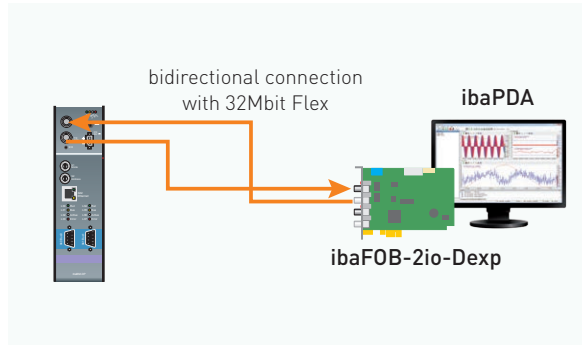 bidirectional connection
with 32Mbit Flex
ibaPDA
ibaFOB-2io-Dexp